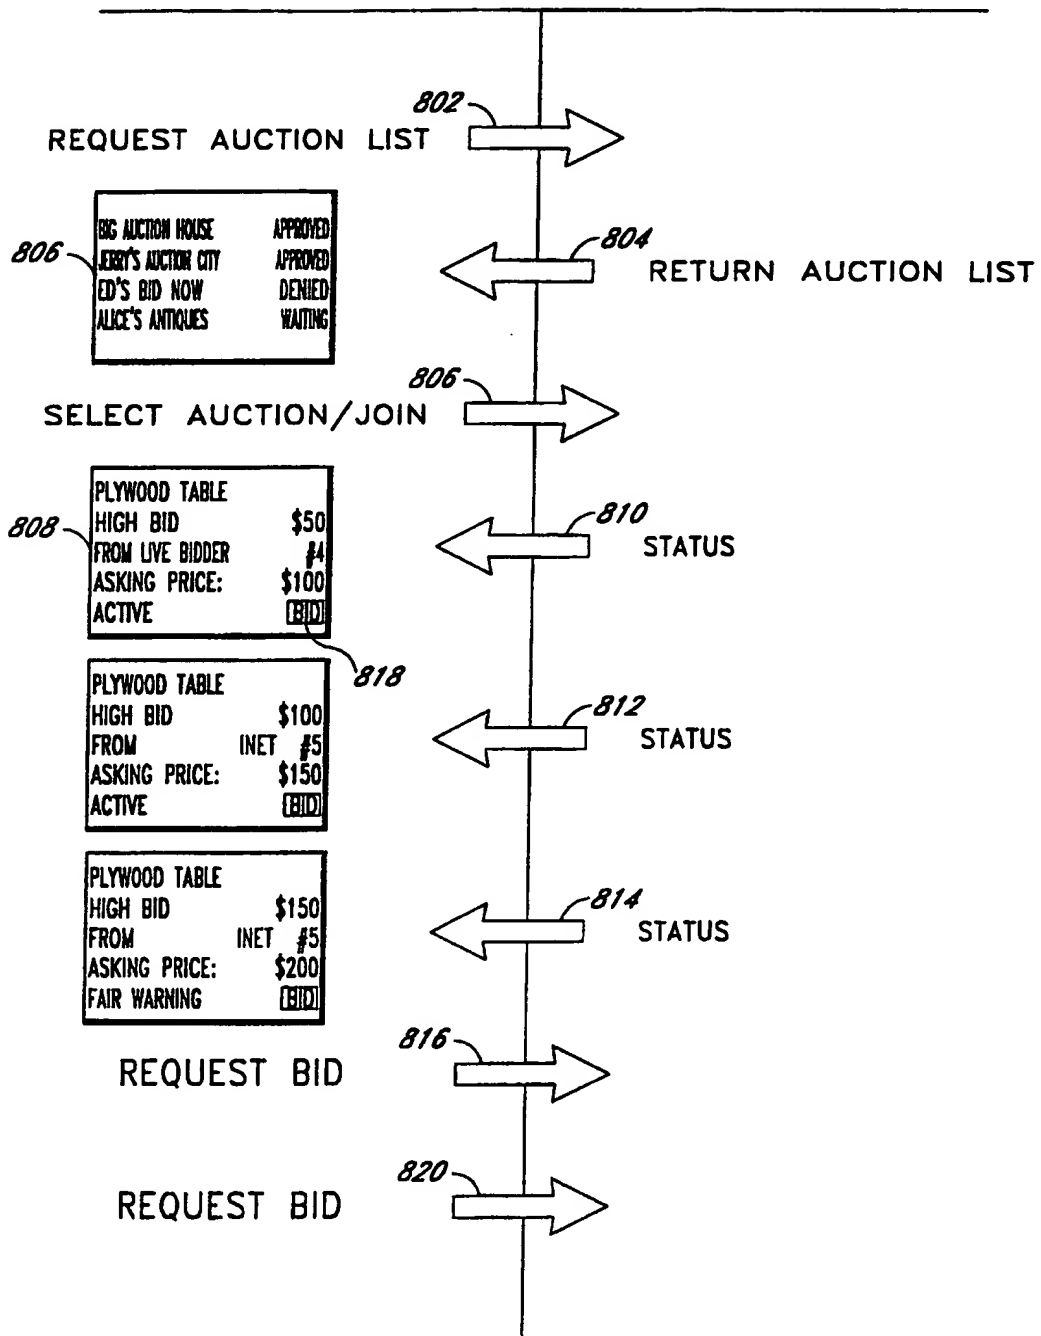 802
REQUEST AUCTION LIST
BIG AUCTION HOUSE APPROVED
JERRY'S AUCTION CITY APPROVED
ED'S BID NOW DENIED
ALICE'S ANTIQUES WAITING
806
804
RETURN AUCTION LIST
806
SELECT AUCTION/JOIN
PLYWOOD TABLE
HIGH BID $50
FROM LIVE BIDDER #4
ASKING PRICE: $100
ACTIVE BID
808
818
810
STATUS
PLYWOOD TABLE
HIGH BID $100
FROM INET #5
ASKING PRICE: $150
ACTIVE BID
812
STATUS
PLYWOOD TABLE
HIGH BID $150
FROM INET #5
ASKING PRICE: $200
FAIR WARNING BID
814
STATUS
816
REQUEST BID
820
REQUEST BID